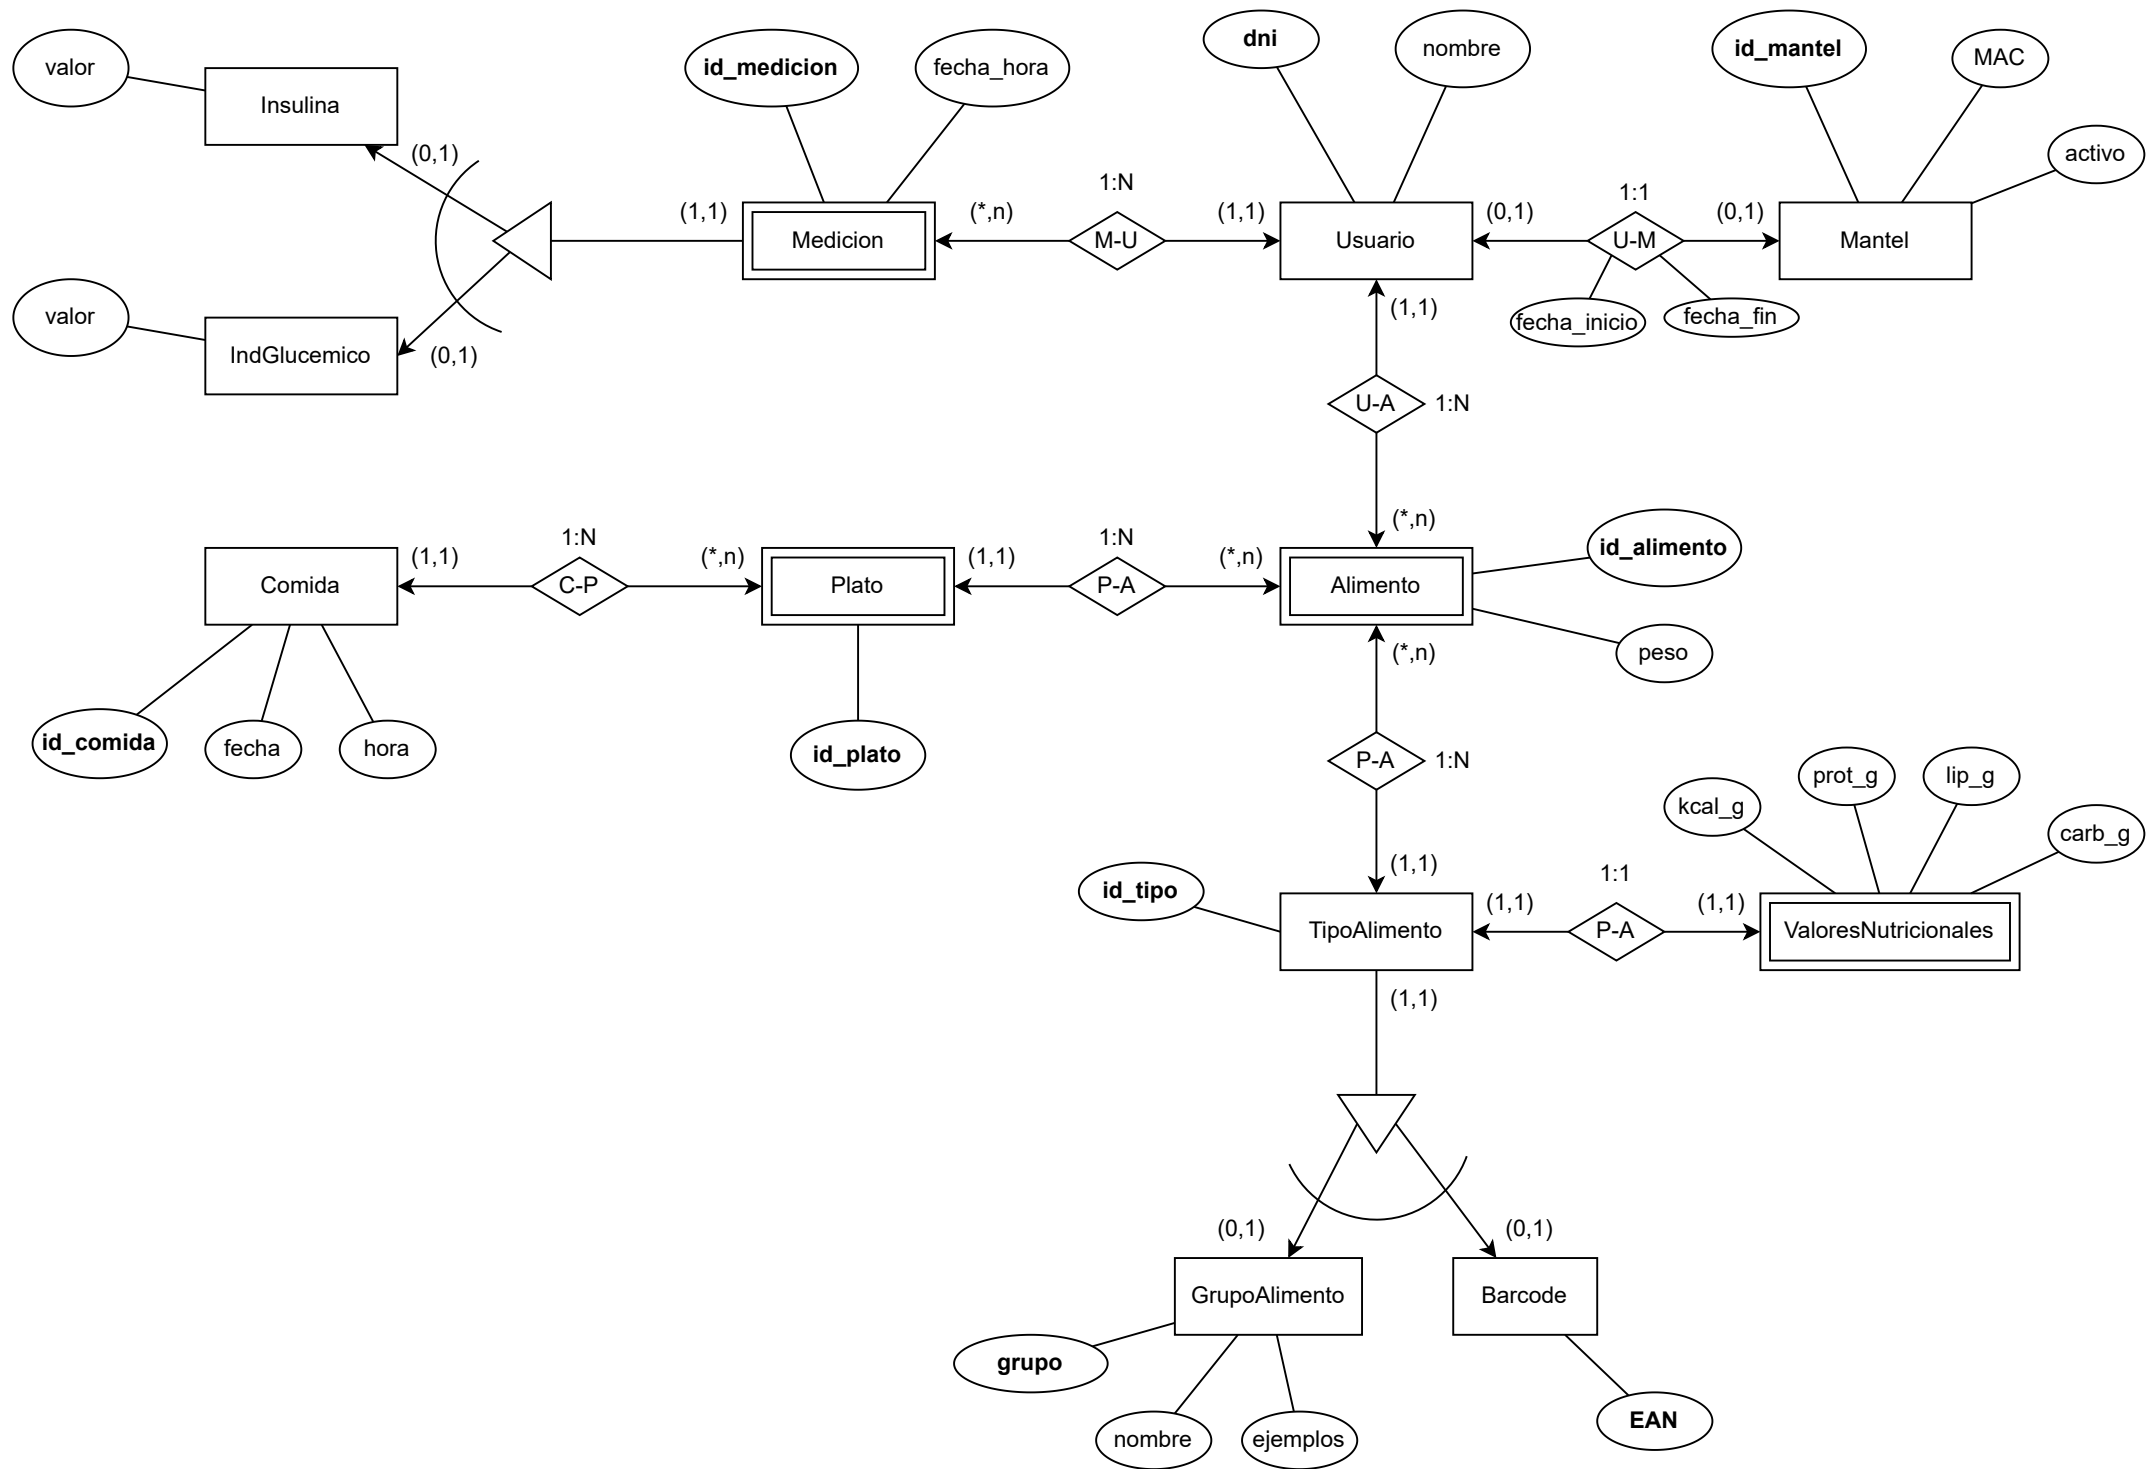 dni
nombre
id_mantel
MAC
valor
Insulina
id_medicion
fecha_hora
activo
(0,1)
1:N
1:1
(1,1)
Medicion
(*,n)
M-U
(1,1)
Usuario
(0,1)
U-M
(0,1)
Mantel
valor
IndGlucemico
(0,1)
(1,1)
fecha_inicio
fecha_fin
U-A
1:N
(*,n)
1:N
1:N
Comida
(1,1)
C-P
(*,n)
Plato
(1,1)
P-A
(*,n)
Alimento
id_alimento
peso
(*,n)
id_comida
fecha
hora
id_plato
P-A
1:N
kcal_g
prot_g
lip_g
carb_g
(1,1)
1:1
id_tipo
TipoAlimento
(1,1)
P-A
(1,1)
ValoresNutricionales
(1,1)
(0,1)
(0,1)
GrupoAlimento
Barcode
grupo
nombre
ejemplos
EAN